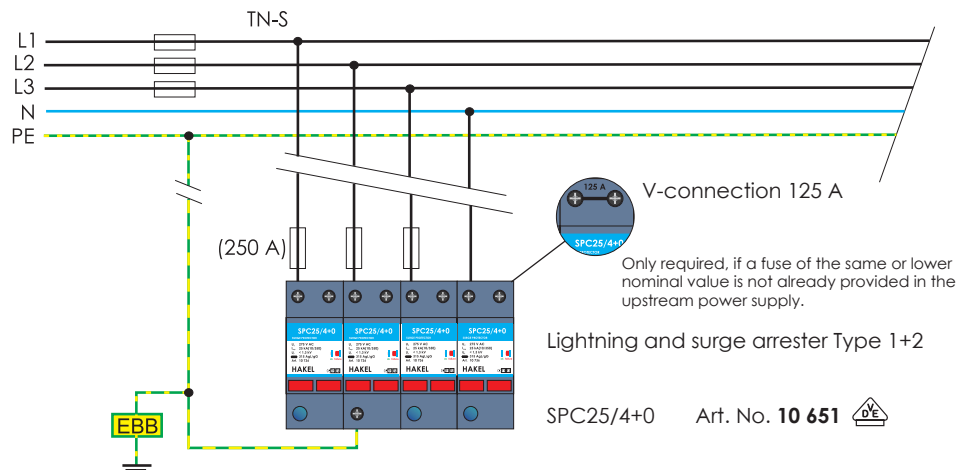 TN-S
L1
L2
L3
N
PE
125 A
V-connection 125 A
SPC25/4+0
(250 A)
Only required, if a fuse of the same or lower
nominal value is not already provided in the
upstream power supply.
SPC25/4+0 SPC25/4+0 SPC25/4+0 SPC25/4+0
HAKEL HAKEL HAKEL HAKEL
Lightning and surge arrester Type 1+2
SPC25/4+0 Art. No. 10 651
EBB